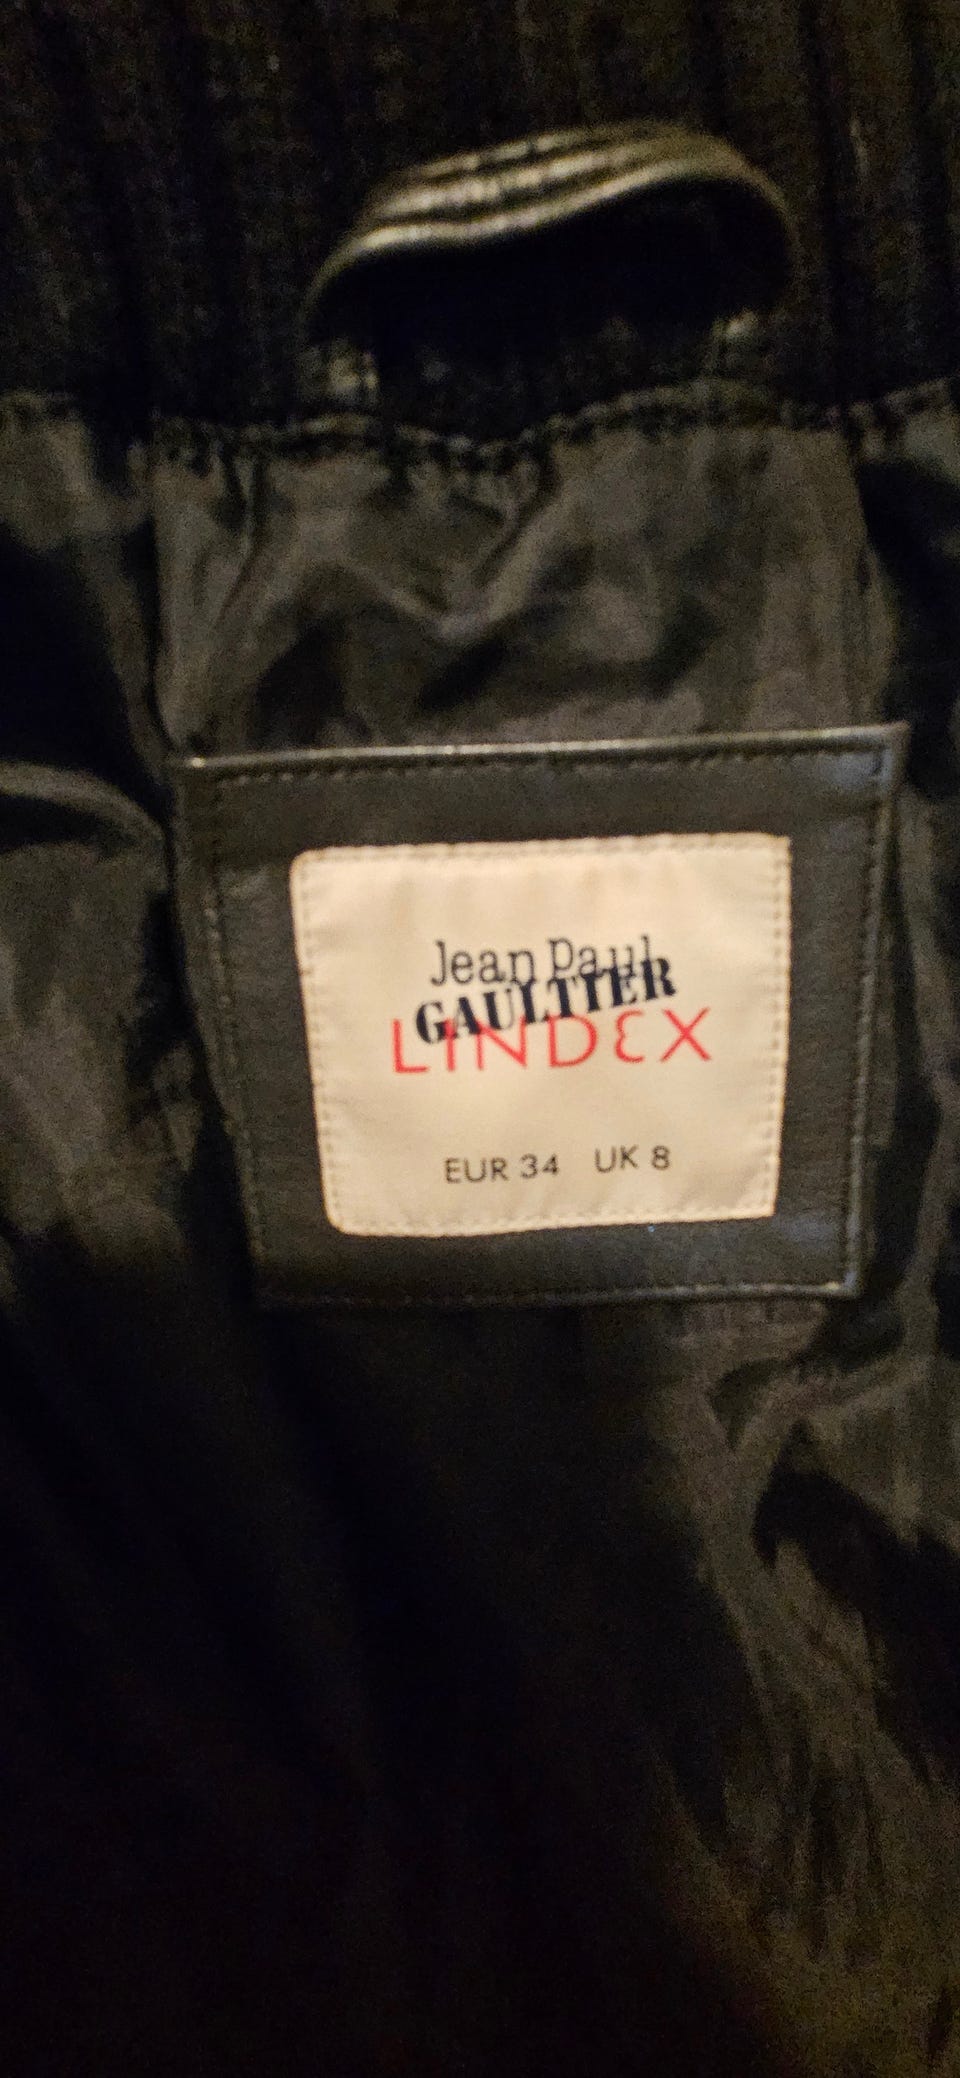 Jean Paul
GAULTIER
LINDEX
EUR 34 UK 8